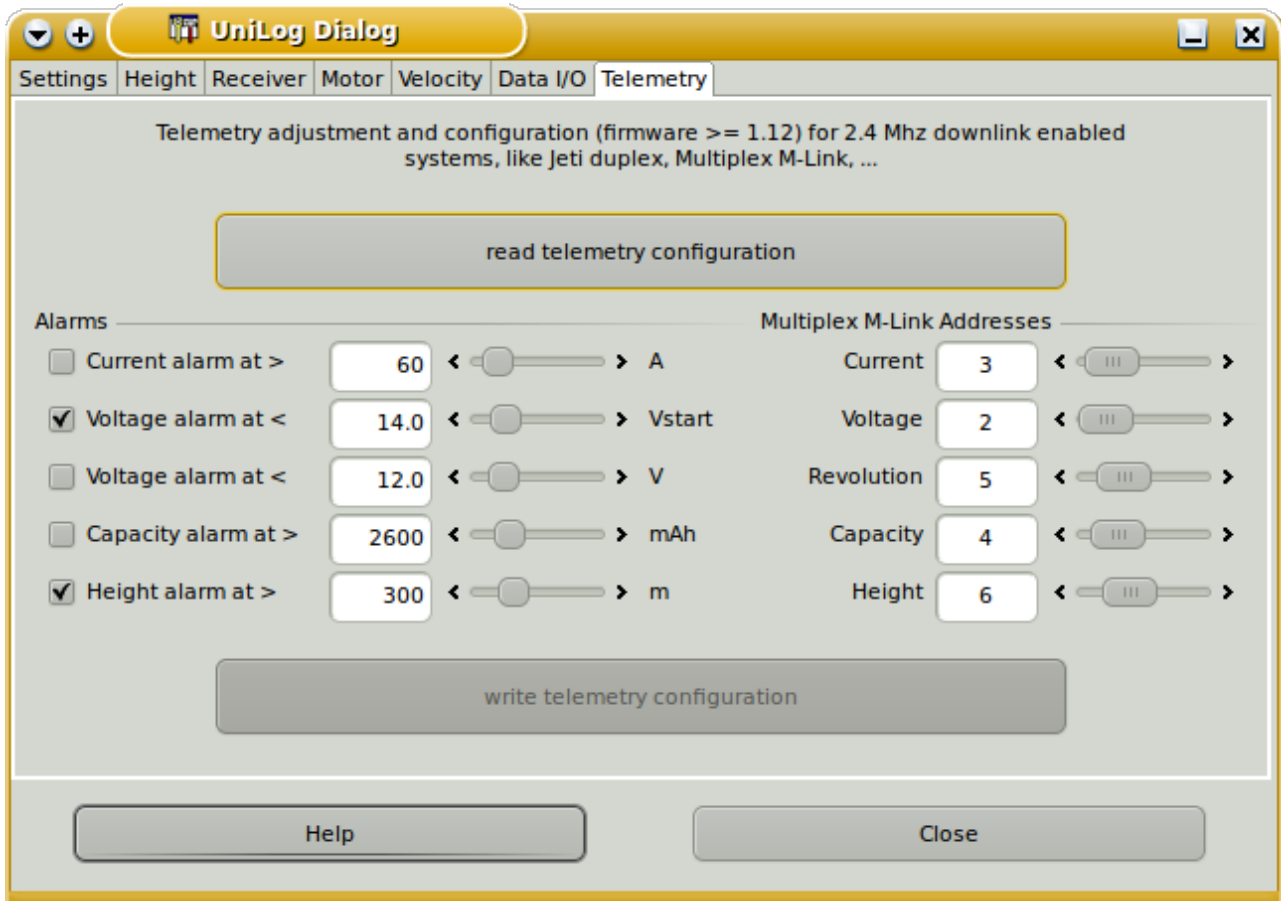 UniLog Dialog
Settings Height Receiver Motor Velocity Data I/O Telemetry
Telemetry adjustment and configuration (firmware >= 1.12) for 2.4 Mhz downlink enabled
systems, like Jeti duplex, Multiplex M-Link, ...
read telemetry configuration
Alarms
Current alarm at > 60 A
Voltage alarm at < 14.0 Vstart
Voltage alarm at < 12.0 V
Capacity alarm at > 2600 mAh
Height alarm at > 300 m
Multiplex M-Link Addresses
Current 3
Voltage 2
Revolution 5
Capacity 4
Height 6
write telemetry configuration
Help Close